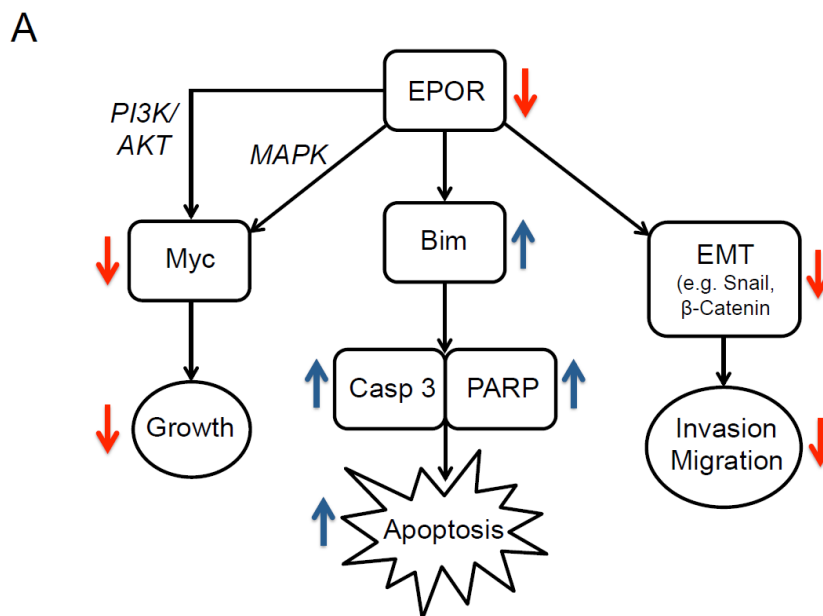 A
EPOR
PI3K/
AKT
MAPK
Myc
Bim
EMT
(e.g. Snail,
β-Catenin
Casp 3
PARP
Growth
Invasion
Migration
Apoptosis